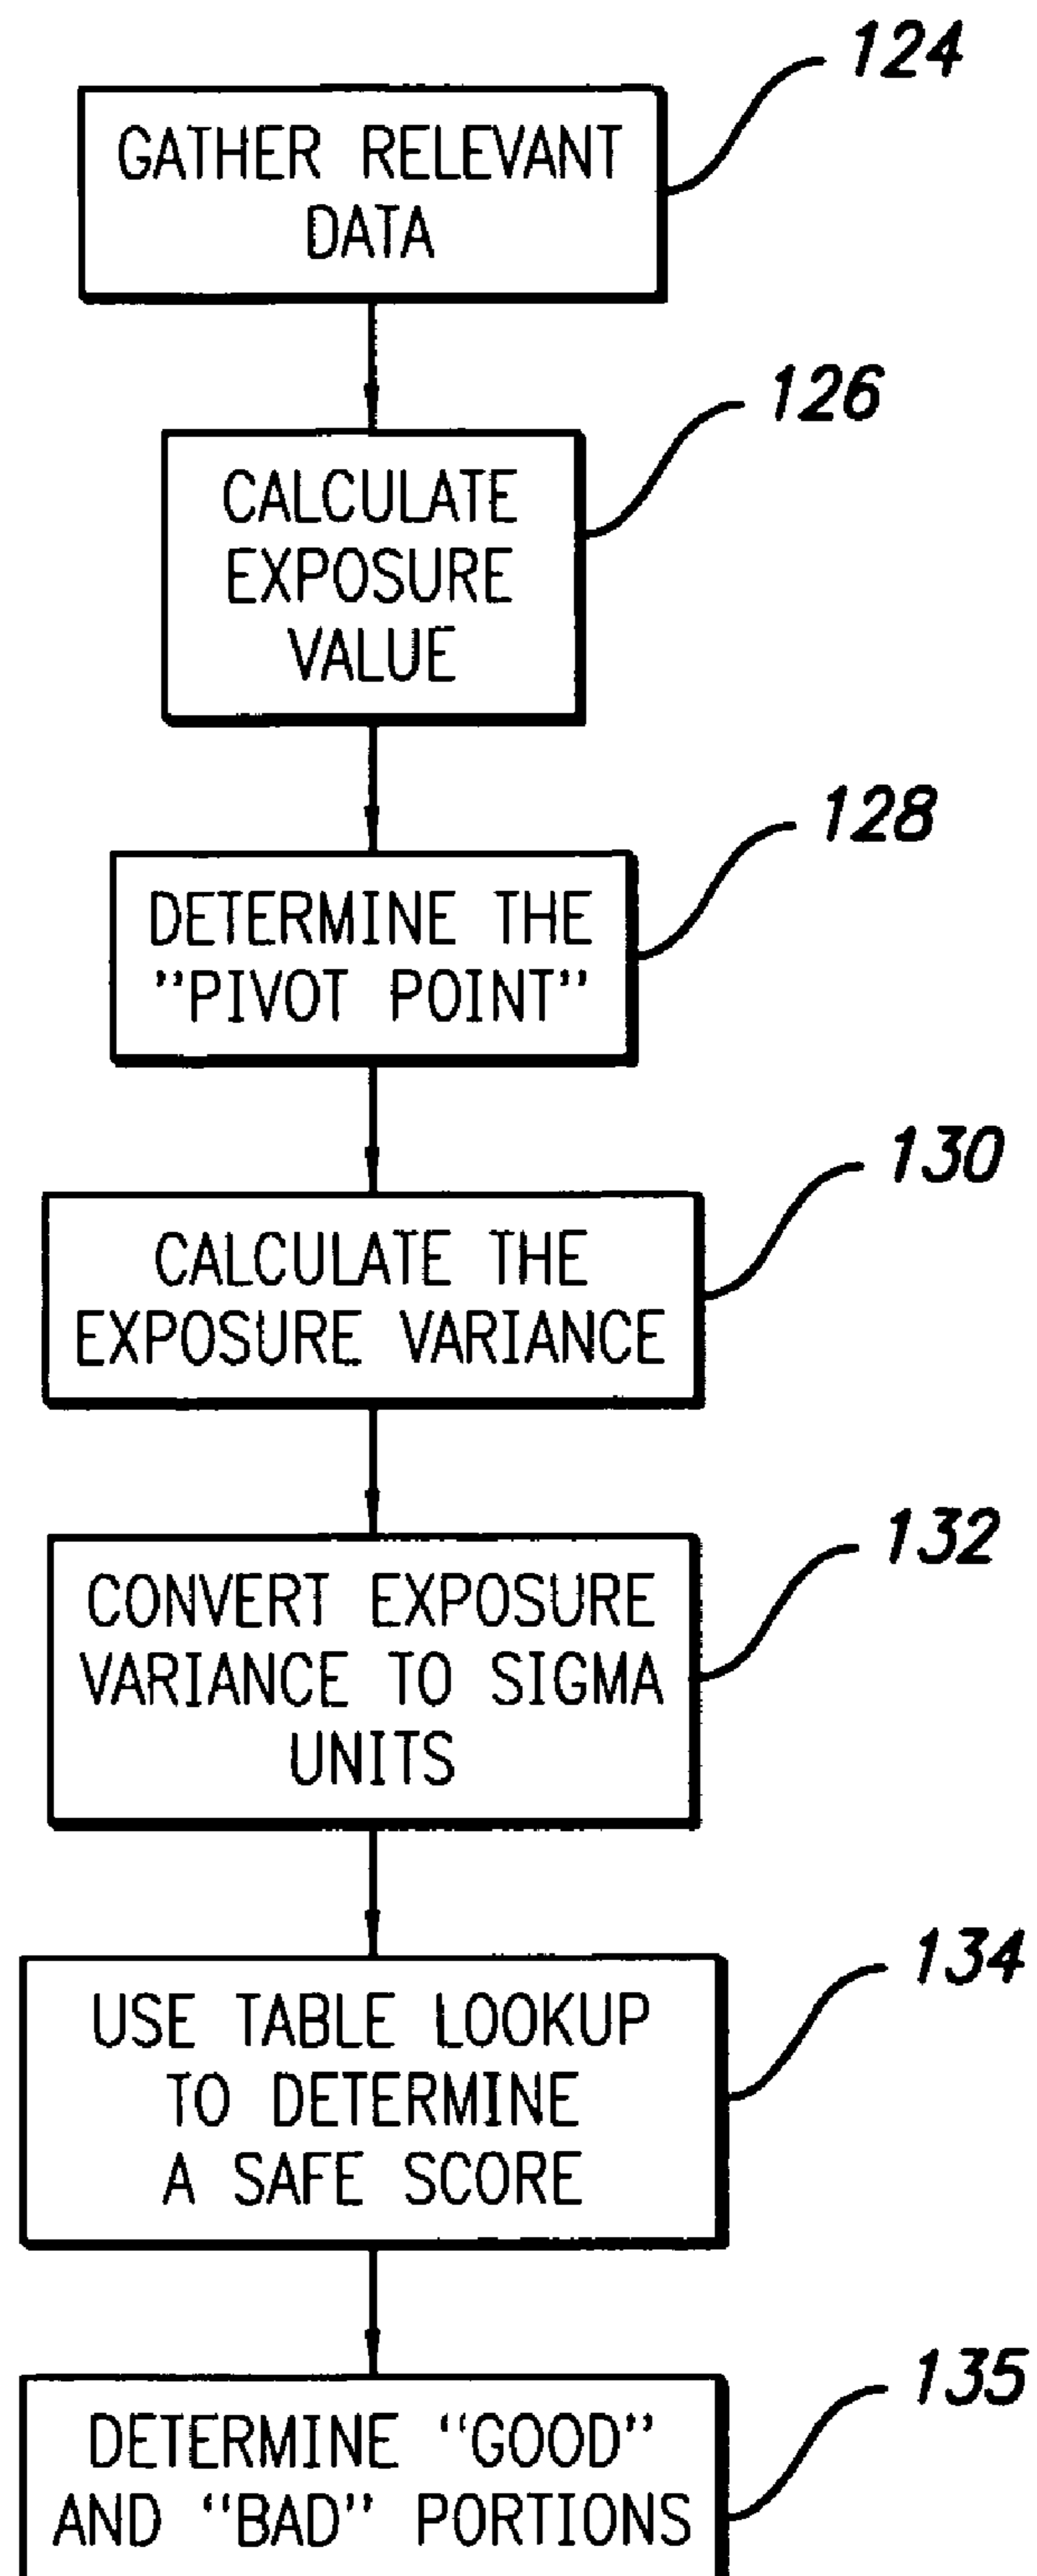 124
GATHER RELEVANT
DATA
126
CALCULATE
EXPOSURE
VALUE
128
DETERMINE THE
"PIVOT POINT"
130
CALCULATE THE
EXPOSURE VARIANCE
132
CONVERT EXPOSURE
VARIANCE TO SIGMA
UNITS
134
USE TABLE LOOKUP
TO DETERMINE
A SAFE SCORE
135
DETERMINE "GOOD"
AND "BAD" PORTIONS